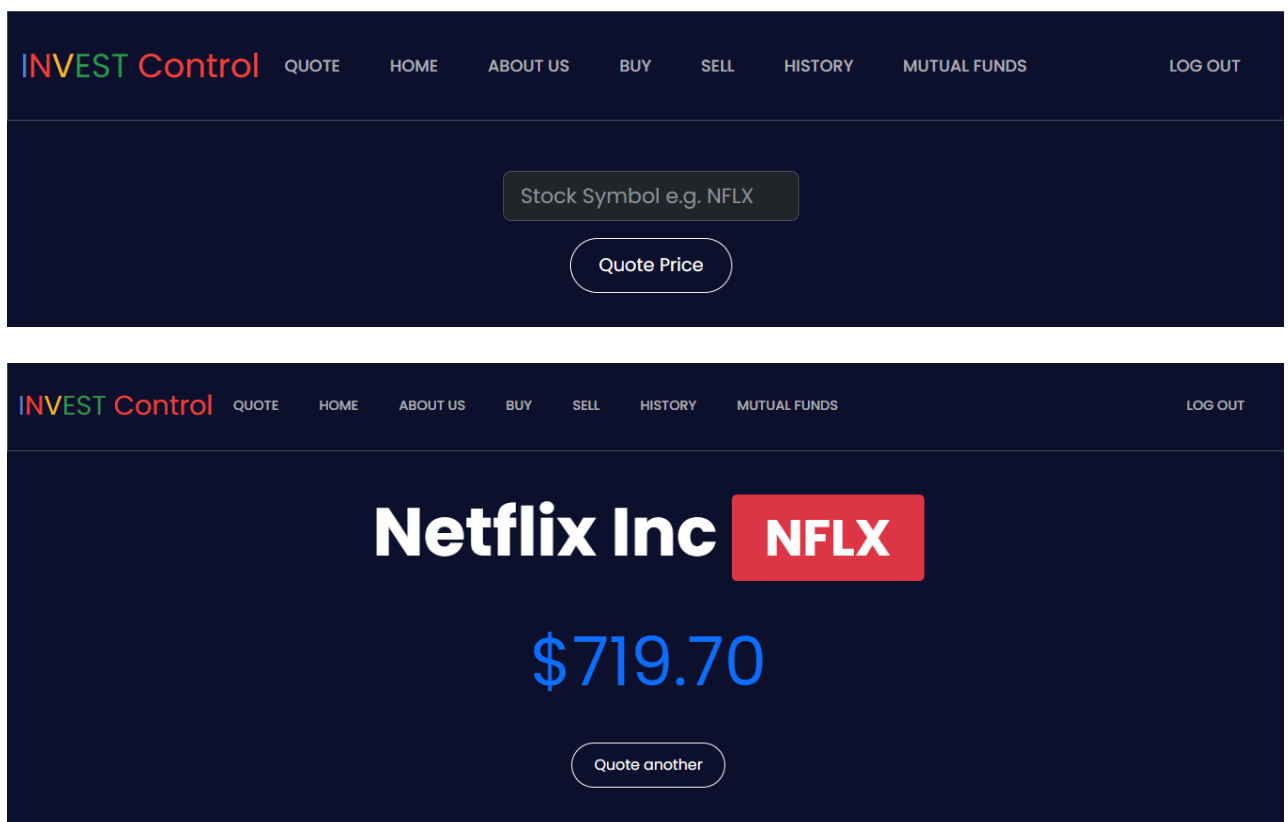 INVEST Control QUOTE HOME ABOUT US BUY SELL HISTORY MUTUAL FUNDS LOG OUT
Stock Symbol e.g. NFLX
Quote Price
INVEST Control QUOTE HOME ABOUT US BUY SELL HISTORY MUTUAL FUNDS LOG OUT
Netflix Inc NFLX
$719.70
Quote another